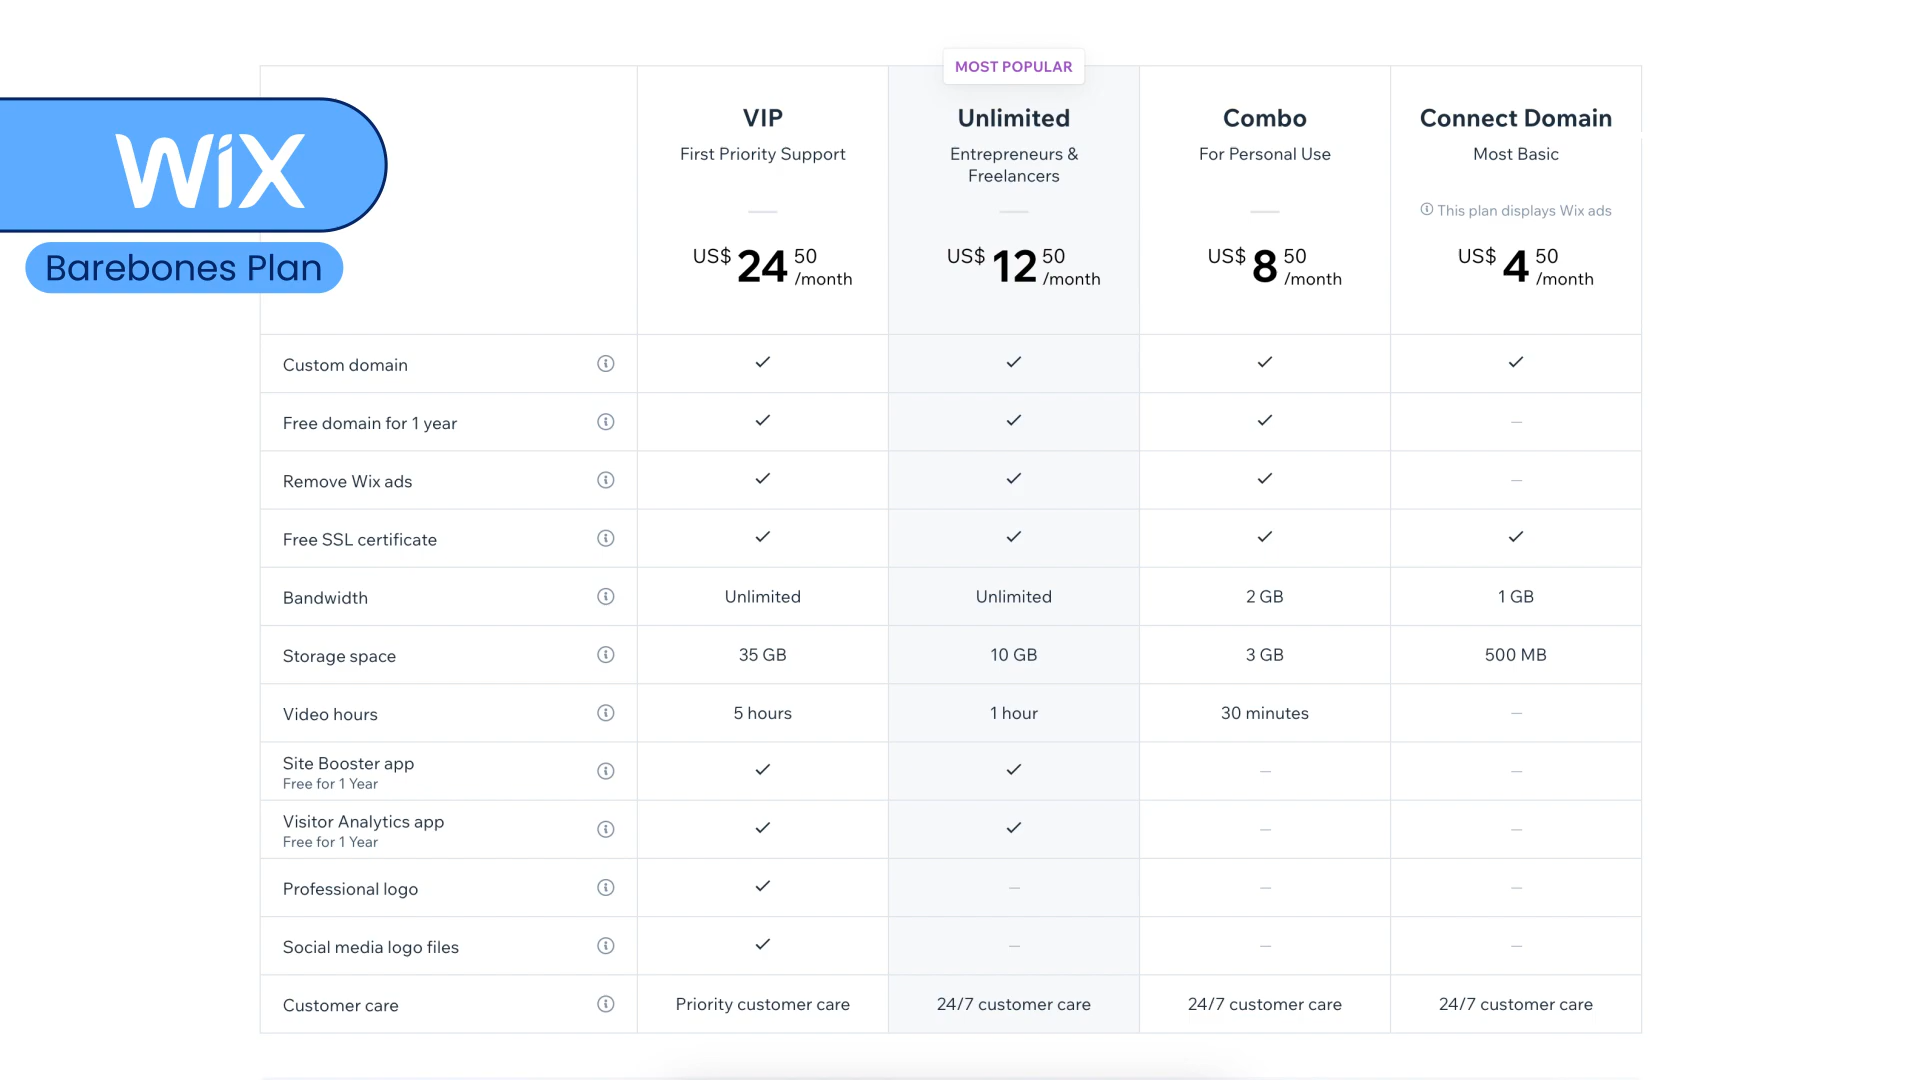 WiX
Barebones Plan
MOST POPULAR
VIP
First Priority Support
US$ 24 50 /month
Unlimited
Entrepreneurs &
Freelancers
US$ 12 50 /month
Combo
For Personal Use
US$ 8 50 /month
Connect Domain
Most Basic
This plan displays Wix ads
US$ 4 50 /month
Custom domain
Free domain for 1 year
Remove Wix ads
Free SSL certificate
Bandwidth Unlimited Unlimited 2 GB 1 GB
Storage space 35 GB 10 GB 3 GB 500 MB
Video hours 5 hours 1 hour 30 minutes
Site Booster app
Free for 1 Year
Visitor Analytics app
Free for 1 Year
Professional logo
Social media logo files
Customer care Priority customer care 24/7 customer care 24/7 customer care 24/7 customer care